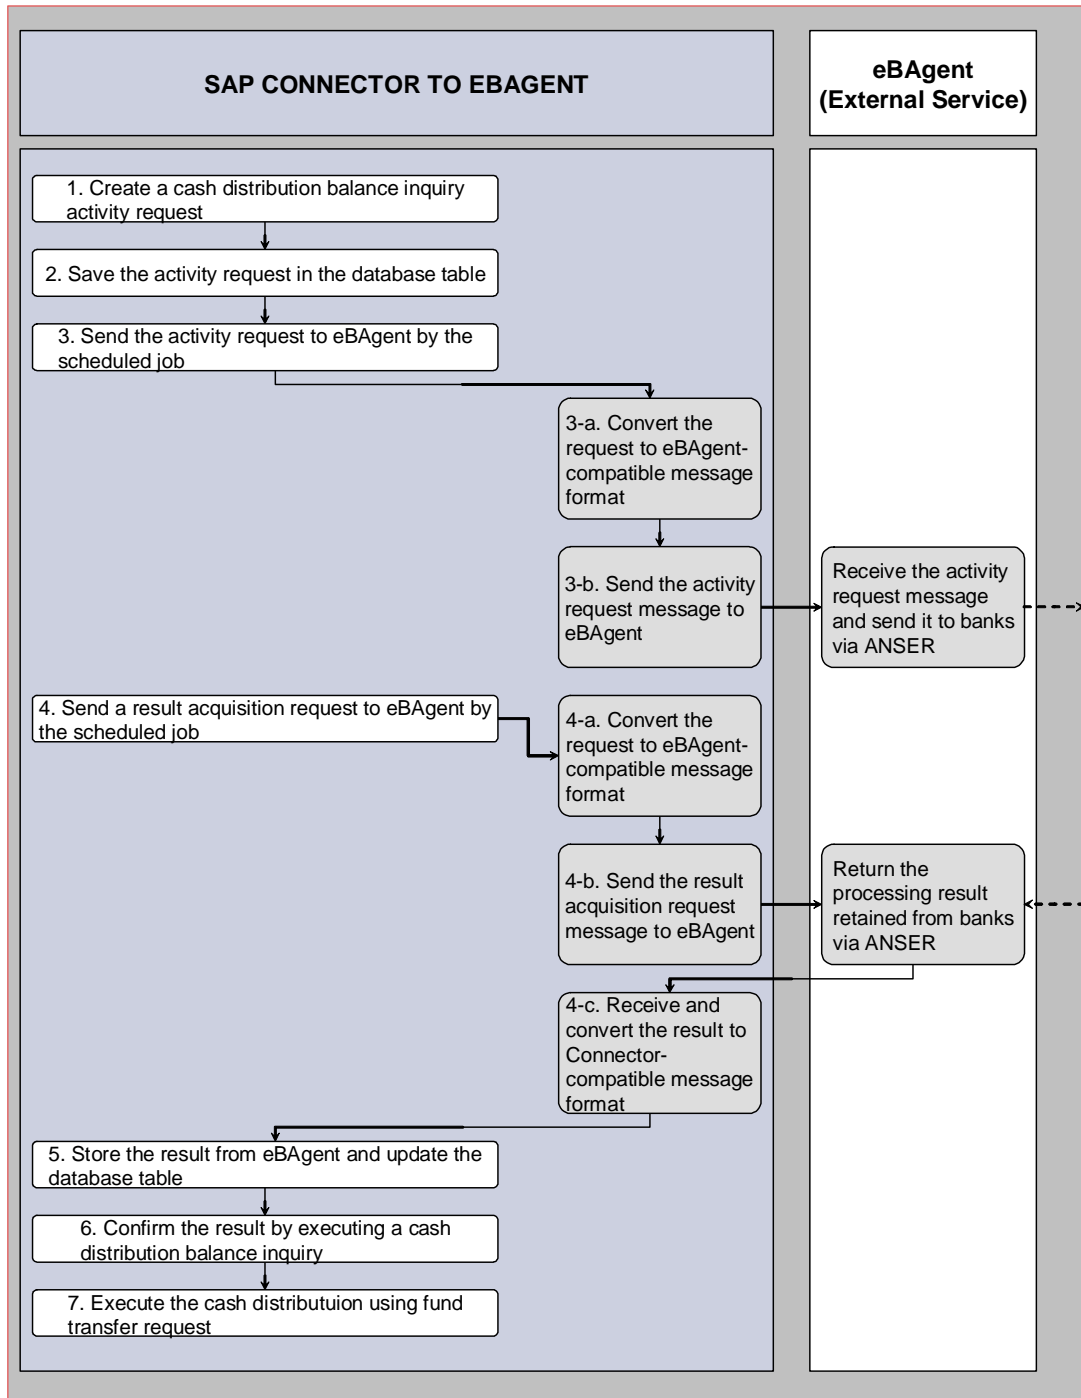 SAP CONNECTOR TO EBAGENT
eBAgent
(External Service)
1. Create a cash distribution balance inquiry
activity request
2. Save the activity request in the database table
3. Send the activity request to eBAgent by the
scheduled job
3-a. Convert the
request to eBAgent-
compatible message
format
3-b. Send the activity
request message to
eBAgent
Receive the activity
request message
and send it to banks
via ANSER
4. Send a result acquisition request to eBAgent by
the scheduled job
4-a. Convert the
request to eBAgent-
compatible message
format
4-b. Send the result
acquisition request
message to eBAgent
Return the
processing result
retained from banks
via ANSER
4-c. Receive and
convert the result to
Connector-
compatible message
format
5. Store the result from eBAgent and update the
database table
6. Confirm the result by executing a cash
distribution balance inquiry
7. Execute the cash distributuion using fund
transfer request